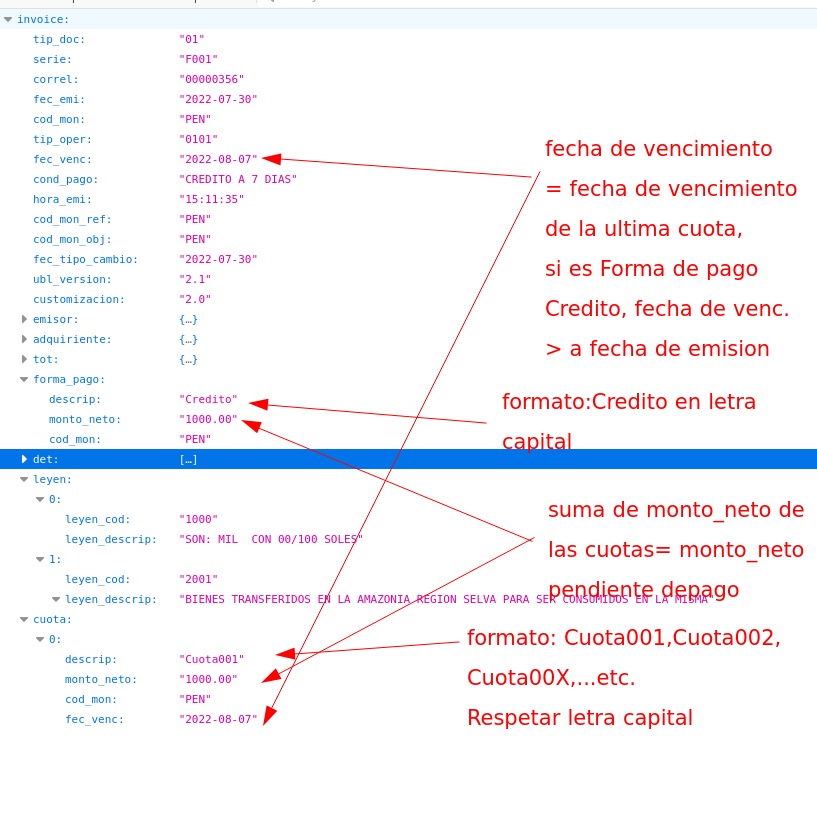 invoice:
tip_doc: "01"
serie: "F001"
correl: "00000356"
fec_emi: "2022-07-30"
cod_mon: "PEN"
tip_oper: "0101"
fec_venc: "2022-08-07"
cond_pago: "CREDITO A 7 DIAS"
hora_emi: "15:11:35"
cod_mon_ref: "PEN"
cod_mon_obj: "PEN"
fec_tipo_cambio: "2022-07-30"
ubl_version: "2.1"
customizacion: "2.0"
emisor: {…}
adquiriente: {…}
tot: {…}
forma_pago:
descrip: "Credito"
monto_neto: "1000.00"
cod_mon: "PEN"
det: […]
leyen:
0:
leyen_cod: "1000"
leyen_descrip: "SON: MIL  CON 00/100 SOLES"
1:
leyen_cod: "2001"
leyen_descrip: "BIENES TRANSFERIDOS EN LA AMAZONIA REGION SELVA PARA SER CONSUMIDOS EN LA MISMA"
cuota:
0:
descrip: "Cuota001"
monto_neto: "1000.00"
cod_mon: "PEN"
fec_venc: "2022-08-07"
fecha de vencimiento
= fecha de vencimiento
de la ultima cuota,
si es Forma de pago
Credito, fecha de venc.
> a fecha de emision
formato:Credito en letra
capital
suma de monto_neto de
las cuotas= monto_neto
pendiente depago
formato: Cuota001,Cuota002,
Cuota00X,...etc.
Respetar letra capital